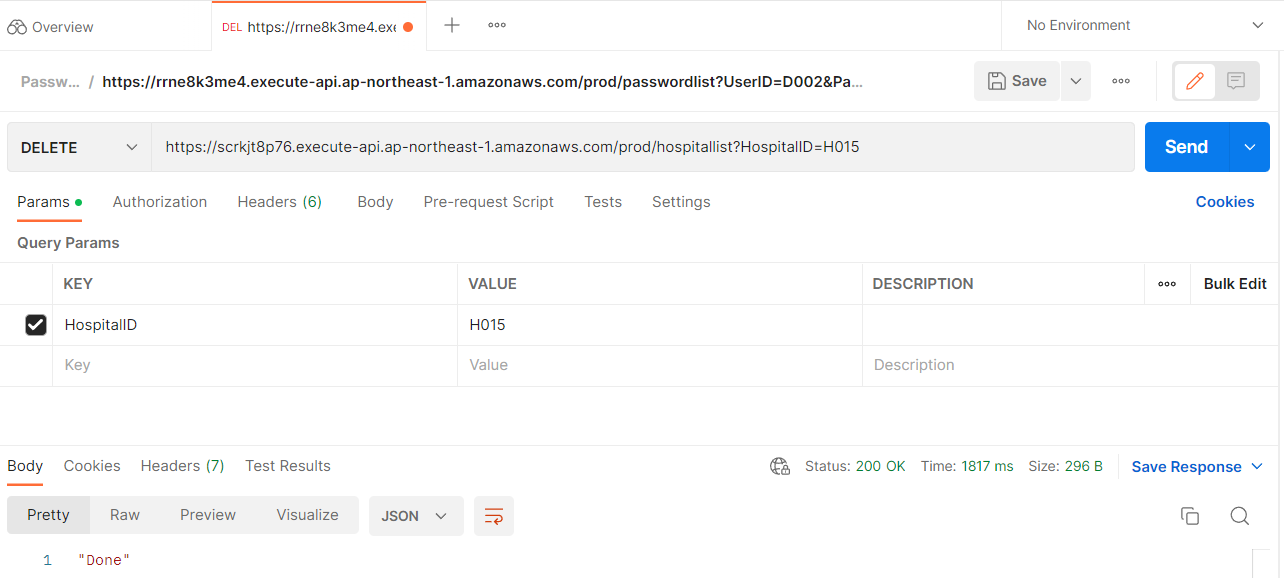 Overview
DEL https://rrne8k3me4.exe
No Environment
Passw... / https://rrne8k3me4.execute-api.ap-northeast-1.amazonaws.com/prod/passwordlist?UserID=D002&Pa...
Save
DELETE https://scrkjt8p76.execute-api.ap-northeast-1.amazonaws.com/prod/hospitallist?HospitalID=H015 Send
Params Authorization Headers (6) Body Pre-request Script Tests Settings Cookies
Query Params
KEY VALUE DESCRIPTION Bulk Edit
HospitalID H015
Key Value Description
Body Cookies Headers (7) Test Results Status: 200 OK Time: 1817 ms Size: 296 B Save Response
Pretty Raw Preview Visualize JSON
1 "Done"